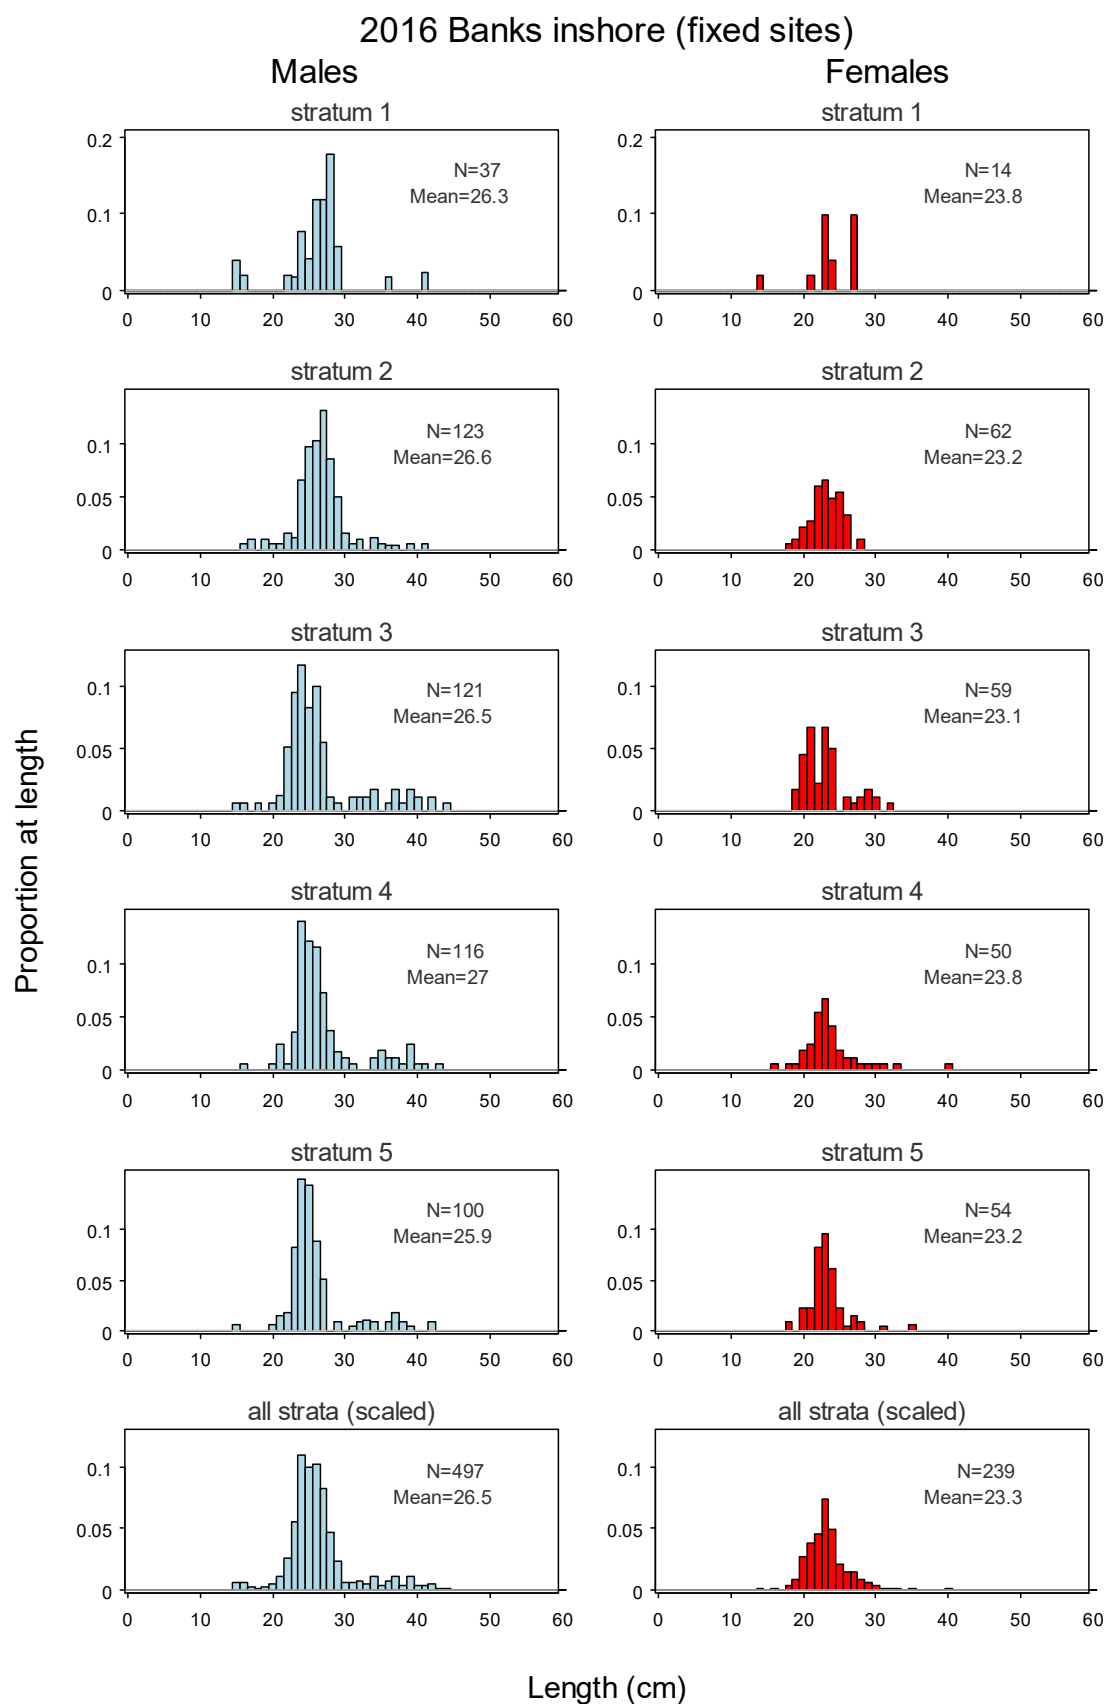 2016 Banks inshore (fixed sites)
Males Females
stratum 1 stratum 1
0.2 0.2
N=37 N=14
Mean=26.3 Mean=23.8
0.1 0.1
0 0
0 10 20 30 40 50 60 0 10 20 30 40 50 60
stratum 2 stratum 2
N=123 N=62
0.1 0.1
Mean=26.6 Mean=23.2
0.05 0.05
0 0
0 10 20 30 40 50 60 0 10 20 30 40 50 60
stratum 3 stratum 3
0.1 N=121 0.1 N=59
Mean=26.5 Mean=23.1
0.05 0.05
0 0
0 10 20 30 40 50 60 0 10 20 30 40 50 60
Proportion at length
stratum 4 stratum 4
N=116 N=50
0.1 0.1
Mean=27 Mean=23.8
0.05 0.05
0 0
0 10 20 30 40 50 60 0 10 20 30 40 50 60
stratum 5 stratum 5
N=100 N=54
0.1 0.1
Mean=25.9 Mean=23.2
0.05 0.05
0 0
0 10 20 30 40 50 60 0 10 20 30 40 50 60
all strata (scaled) all strata (scaled)
0.1 N=497 0.1 N=239
Mean=26.5 Mean=23.3
0.05 0.05
0 0
0 10 20 30 40 50 60 0 10 20 30 40 50 60
Length (cm)